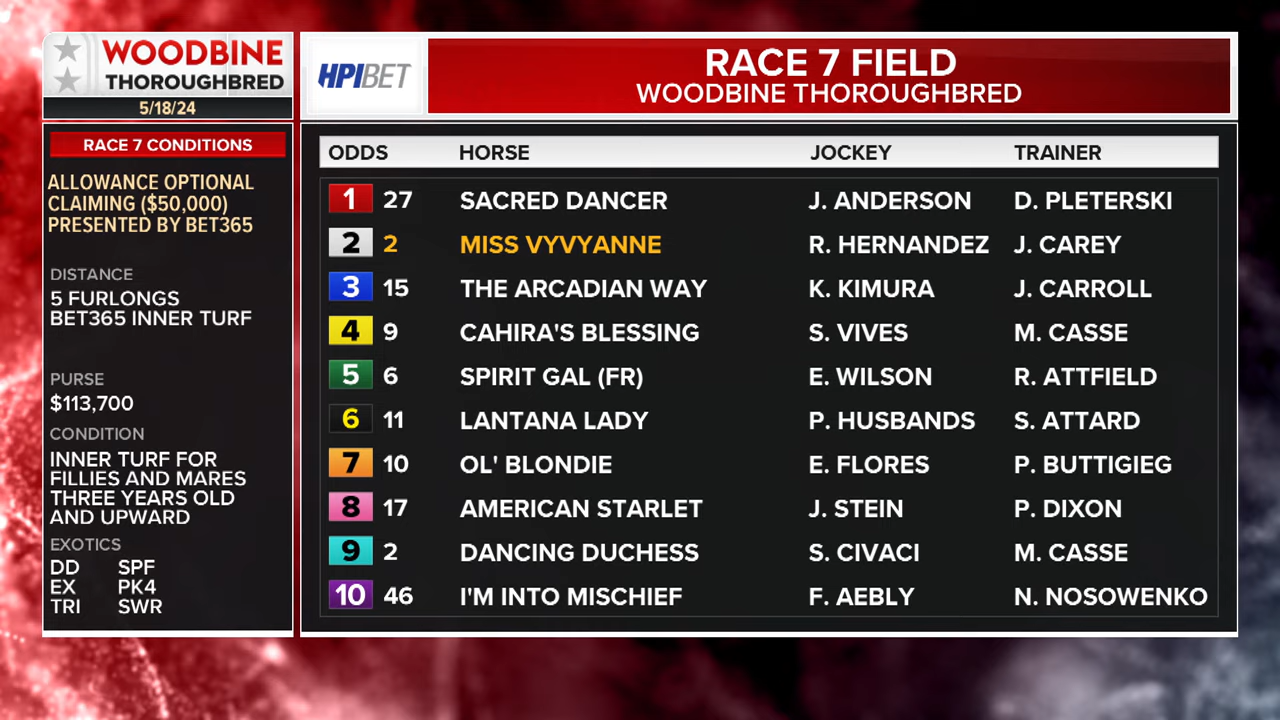 WOODBINE
THOROUGHBRED
5/18/24
RACE 7 CONDITIONS
ALLOWANCE OPTIONAL
CLAIMING ($50,000)
PRESENTED BY BET365
DISTANCE
5 FURLONGS
BET365 INNER TURF
PURSE
$113,700
CONDITION
INNER TURF FOR
FILLIES AND MARES
THREE YEARS OLD
AND UPWARD
EXOTICS
DD SPF
EX PK4
TRI SWR
HPIBET
RACE 7 FIELD
WOODBINE THOROUGHBRED
ODDS HORSE JOCKEY TRAINER
1 27 SACRED DANCER J. ANDERSON D. PLETERSKI
2 2 MISS VYVYANNE R. HERNANDEZ J. CAREY
3 15 THE ARCADIAN WAY K. KIMURA J. CARROLL
4 9 CAHIRA'S BLESSING S. VIVES M. CASSE
5 6 SPIRIT GAL (FR) E. WILSON R. ATTFIELD
6 11 LANTANA LADY P. HUSBANDS S. ATTARD
7 10 OL' BLONDIE E. FLORES P. BUTTIGIEG
8 17 AMERICAN STARLET J. STEIN P. DIXON
9 2 DANCING DUCHESS S. CIVACI M. CASSE
10 46 I'M INTO MISCHIEF F. AEBLY N. NOSOWENKO